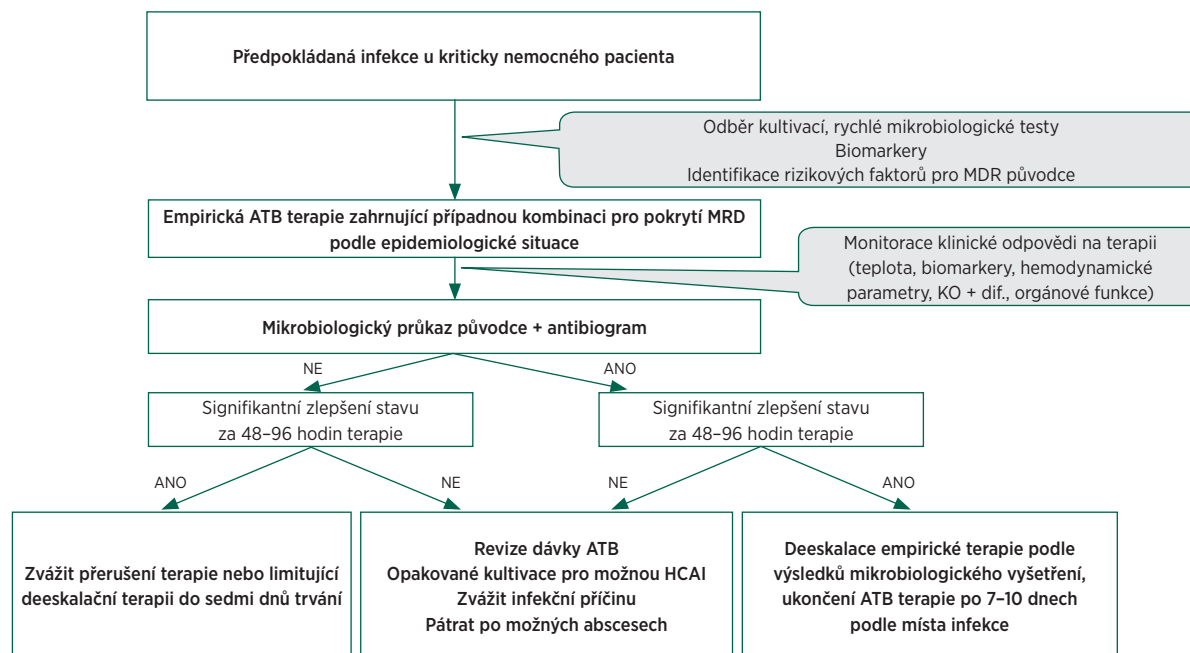 Předpokládaná infekce u kriticky nemocného pacienta
Odběr kultivací, rychlé mikrobiologické testy
Biomarkery
Identifikace rizikových faktorů pro MDR původce
Empirická ATB terapie zahrnující případnou kombinaci pro pokrytí MRD
podle epidemiologické situace
Monitorace klinické odpovědi na terapii
(teplota, biomarkery, hemodynamické
parametry, KO + dif., orgánové funkce)
Mikrobiologický průkaz původce + antibiogram
NE
ANO
Signifikantní zlepšení stavu
za 48–96 hodin terapie
Signifikantní zlepšení stavu
za 48–96 hodin terapie
ANO
NE
NE
ANO
Zvážit přerušení terapie nebo limitující
deeskalační terapii do sedmi dnů trvání
Revize dávky ATB
Opakované kultivace pro možnou HCAI
Zvážit infekční příčinu
Pátrat po možných abscesech
Deeskalace empirické terapie podle
výsledků mikrobiologického vyšetření,
ukončení ATB terapie po 7–10 dnech
podle místa infekce